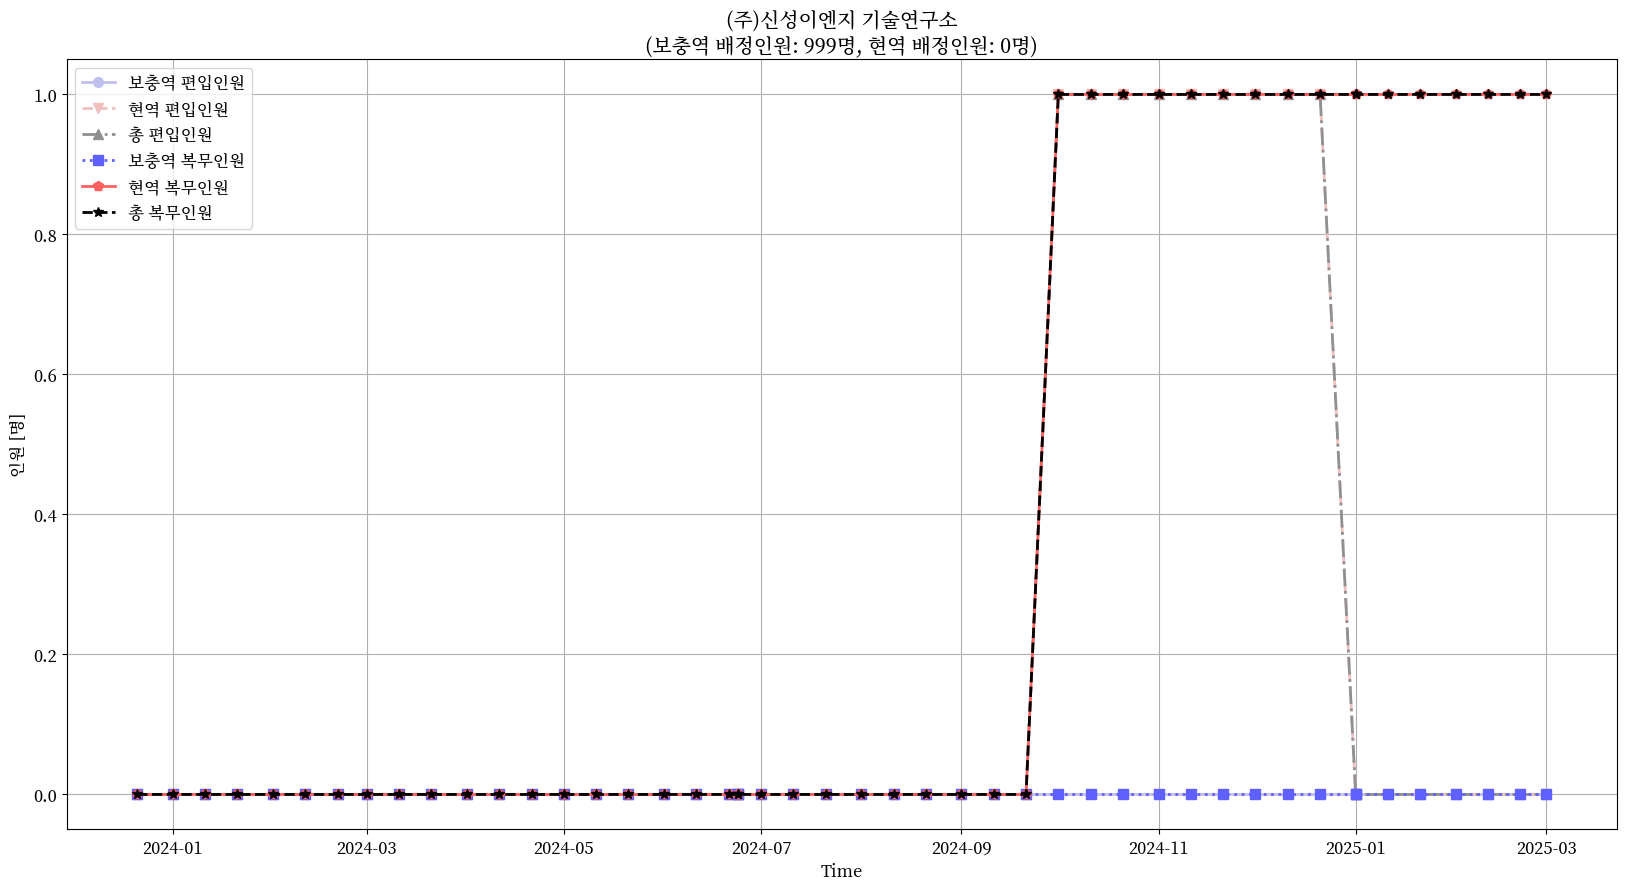 (주)신성이엔지 기술연구소
(보충역 배정인원: 999명, 현역 배정인원: 0명)
보충역 편입인원
현역 편입인원
총 편입인원
보충역 복무인원
현역 복무인원
총 복무인원
인원 [명]
1.0
0.8
0.6
0.4
0.2
0.0
2024-01
2024-03
2024-05
2024-07
2024-09
2024-11
2025-01
2025-03
Time